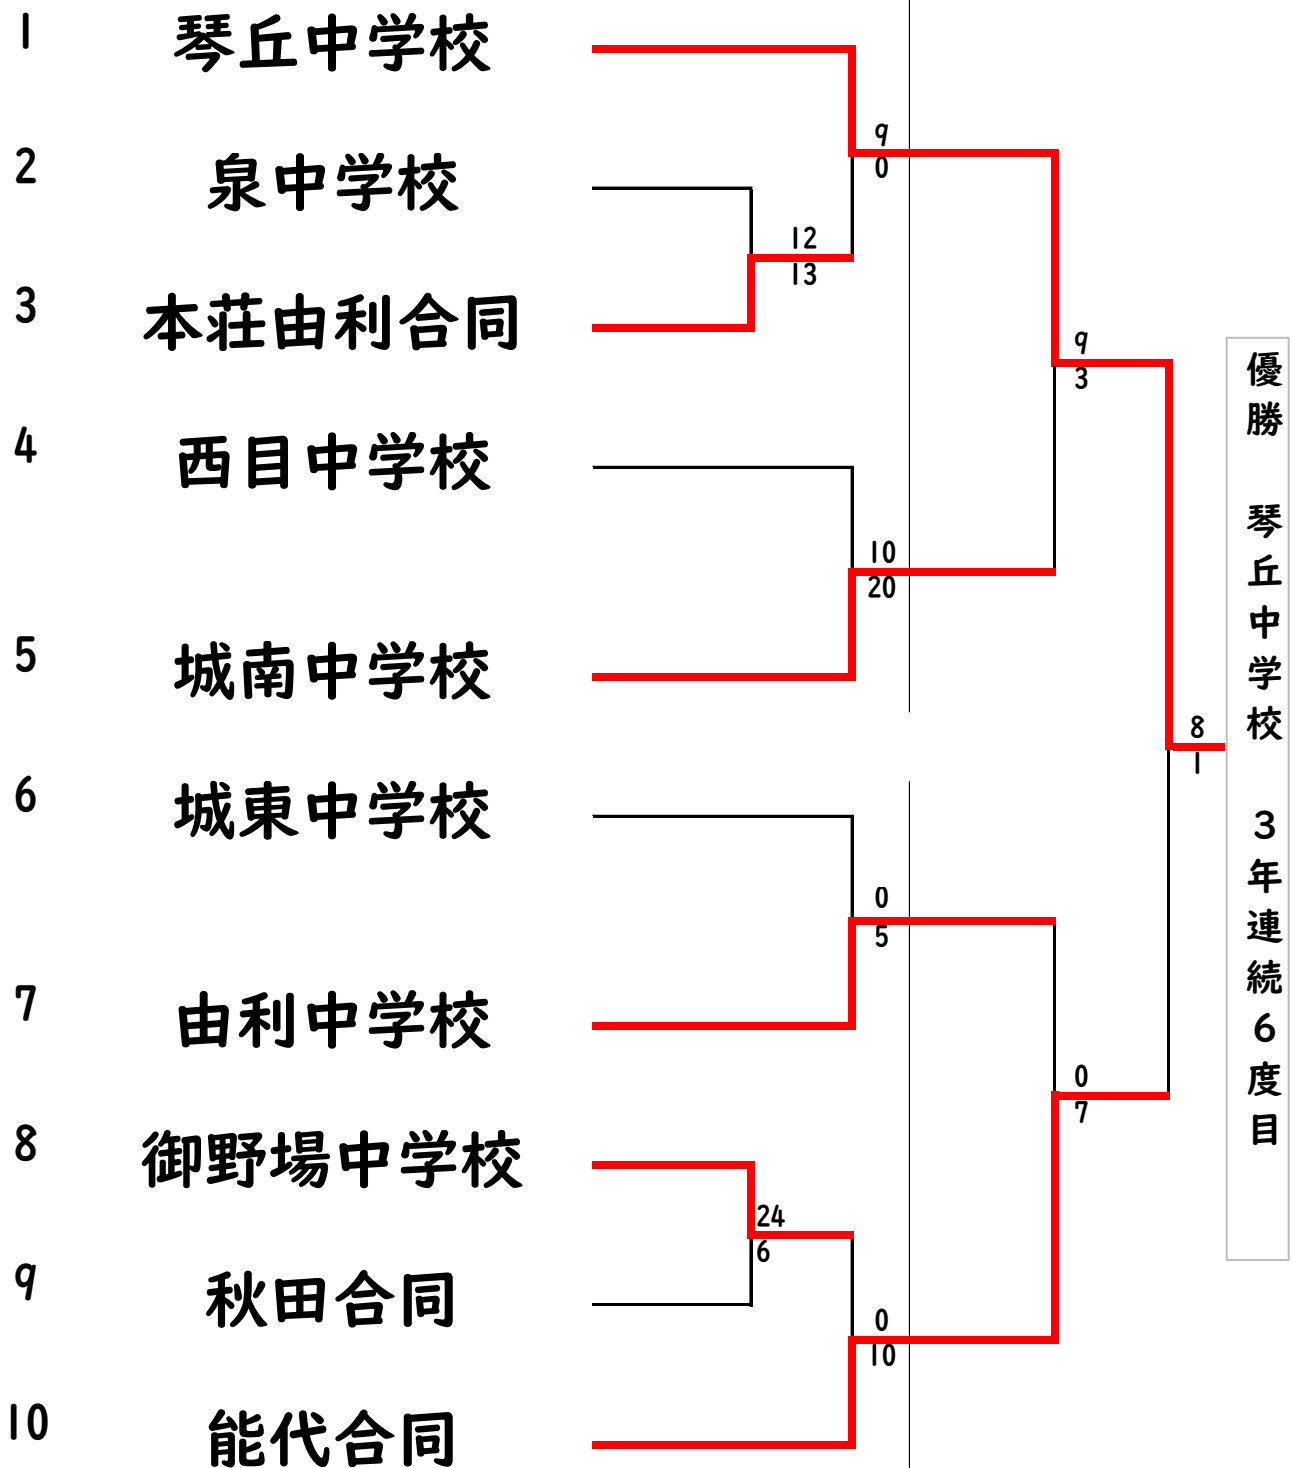 1 琴丘中学校
9
0
2 泉中学校
12
13
3 本荘由利合同
9
3
4 西目中学校
10
20
5 城南中学校
8
1
6 城東中学校
0
5
7 由利中学校
0
7
8 御野場中学校
24
6
9 秋田合同
0
10
10 能代合同
優勝 琴丘中学校 3年連続6度目